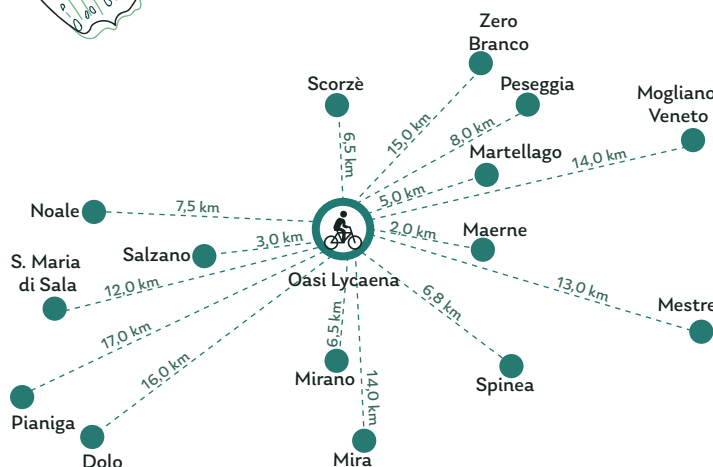 Zero
Branco
Scorzè
Peseggia
Mogliano
Veneto
15,0 km
8,0 km
6,5 km
Martellago
14,0 km
5,0 km
Noale
7,5 km
2,0 km
Maerne
Salzano
3,0 km
S. Maria
di Sala
12,0 km
Oasi Lycaena
6,8 km
13,0 km
Mestre
17,0 km
6,5 km
16,0 km
Mirano
14,0 km
Spinea
Pianiga
Dolo
Mira